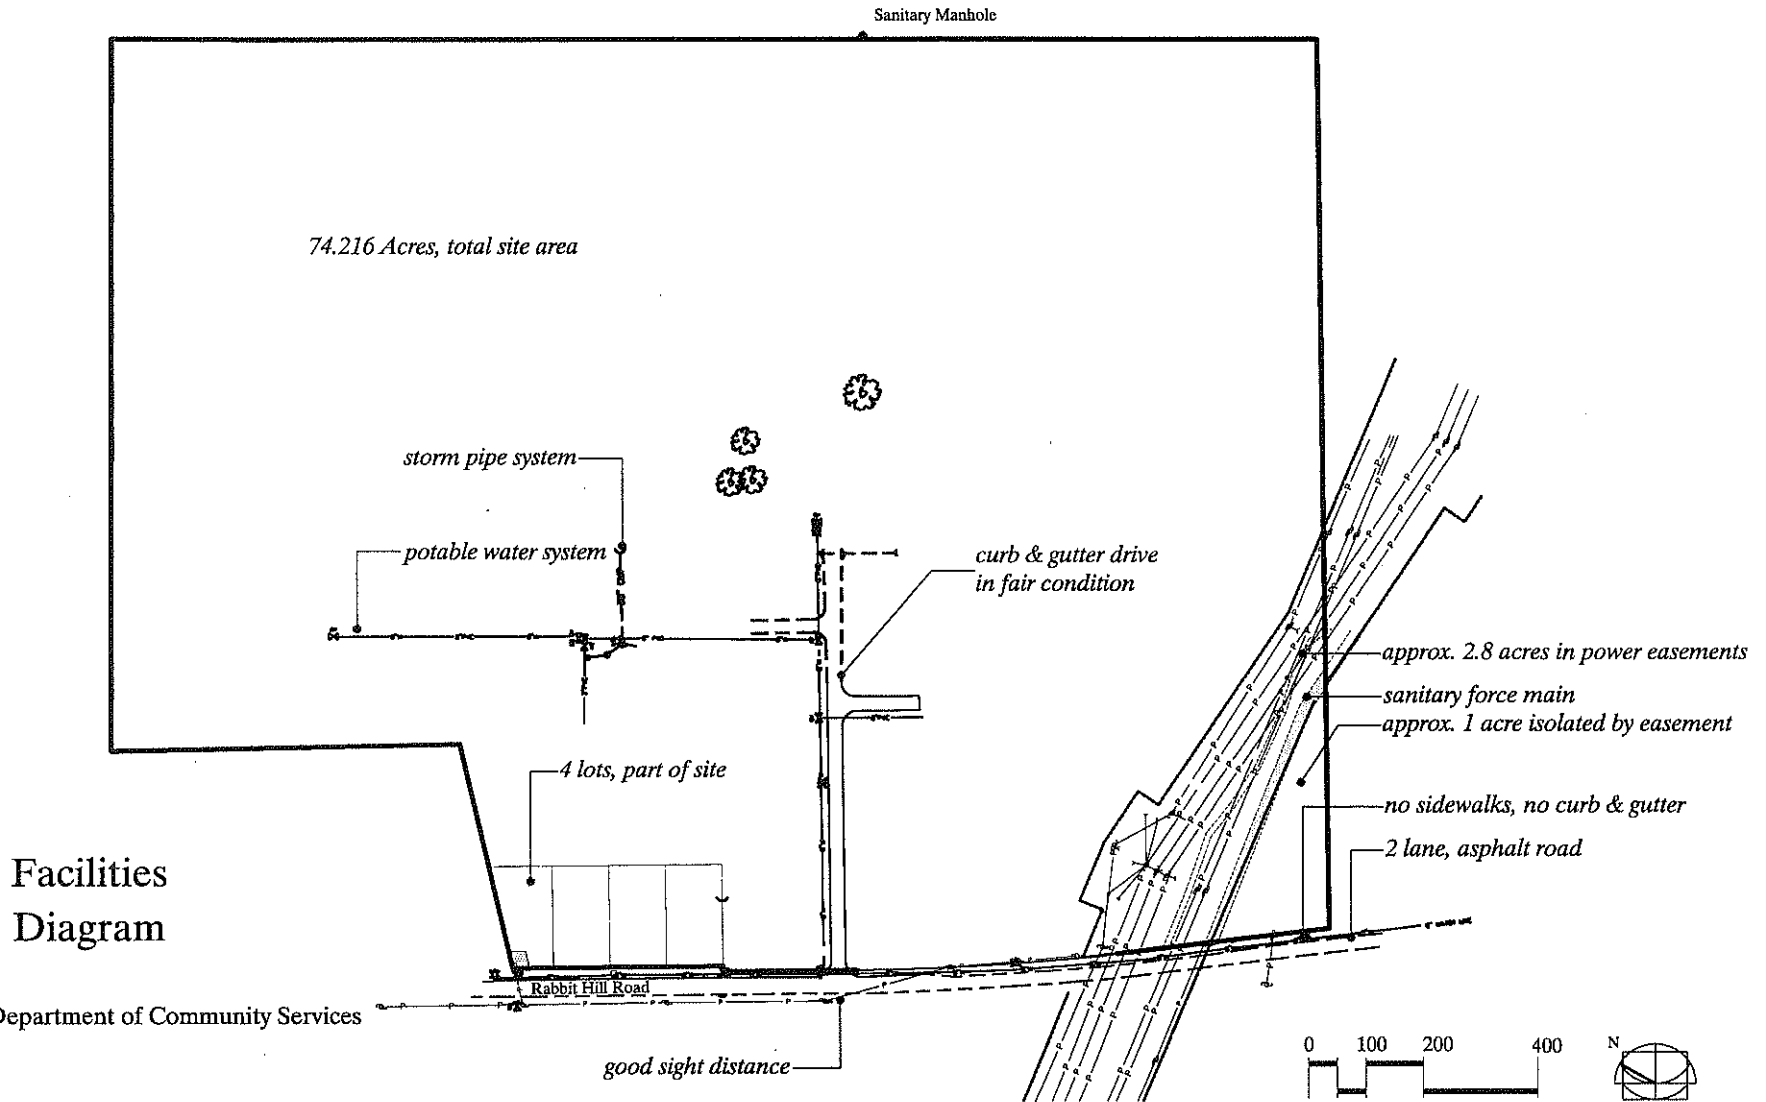 Sanitary Manhole
74.216 Acres, total site area
storm pipe system
potable water system
curb & gutter drive
in fair condition
approx. 2.8 acres in power easements
sanitary force main
approx. 1 acre isolated by easement
4 lots, part of site
no sidewalks, no curb & gutter
2 lane, asphalt road
Facilities
Diagram
Rabbit Hill Road
Department of Community Services
good sight distance
0 100 200 400
N